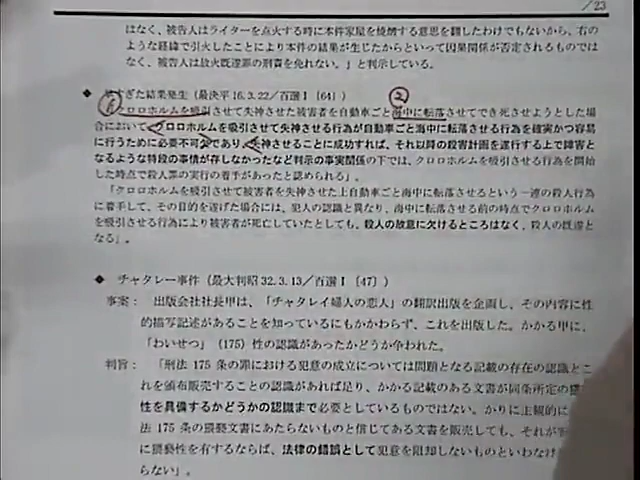 ／23
はなく、被告人はライターを点火する時に本件家屋を焼燬する意思を翻したわけでもないから、右の
ような経緯で引火したことにより本件の結果が生じたからといって因果関係が否定されるものでは
なく、被告人は放火既遂罪の刑責を免れない。」と判示している。
① ②
◆ すぎた結果発生（最決平16.3.22／百選Ⅰ〔64〕）
クロロホルムを吸引させて失神させた被害者を自動車ごと海中に転落させてでき死させようとした場
合において、クロロホルムを吸引させて失神させる行為が自動車ごと海中に転落させる行為を確実かつ容易
に行うために必要不可欠であり、失神させることに成功すれば、それ以降の殺害計画を遂行する上で障害と
なるような特段の事情が存しなかったなど判示の事実関係の下では、クロロホルムを吸引させる行為を開始
した時点で殺人罪の実行の着手があったと認められる」。
「クロロホルムを吸引させて被害者を失神させた上自動車ごと海中に転落させるという一連の殺人行為
に着手して、その目的を遂げた場合には、犯人の認識と異なり、海中に転落させる前の時点でクロロホルム
を吸引させる行為により被害者が死亡していたとしても、殺人の故意に欠けるところはなく、殺人の既遂と
なる」。
◆ チャタレー事件（最大判昭32.3.13／百選Ⅰ〔47〕）
事案： 出版会社社長甲は、「チャタレイ婦人の恋人」の翻訳出版を企画し、その内容に性
的描写記述があることを知っているにもかかわらず、これを出版した。かかる甲に、
「わいせつ」（175）性の認識があったかどうか争われた。
判旨： 「刑法 175 条の罪における犯意の成立については問題となる記載の存在の認識とこ
れを頒布販売することの認識があれば足り、かかる記載のある文書が同条所定の猥
性を具備するかどうかの認識まで必要としているものではない。かりに主観的に
法 175 条の猥褻文書にあたらないものと信じてある文書を販売しても、それが
に猥褻性を有するならば、法律の錯誤として犯意を阻却しないものといわなけ
らない」。